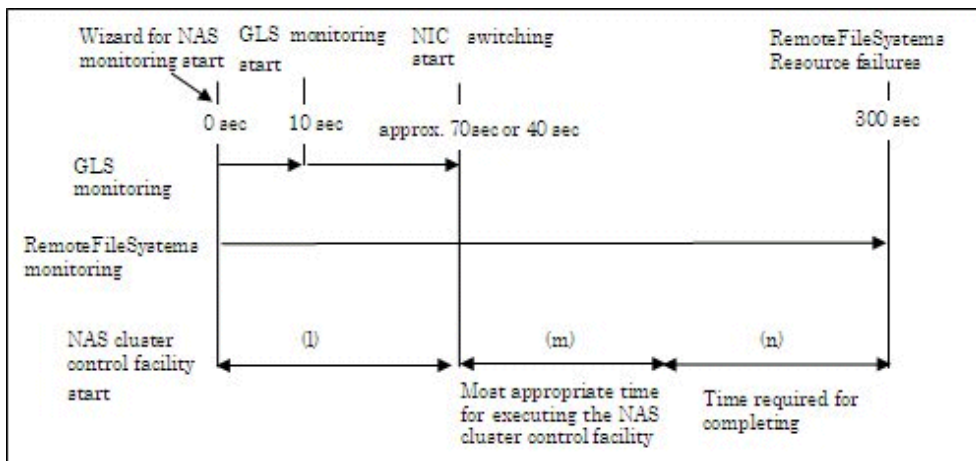 Wizard for NAS
monitoring start
GLS monitoring
start
NIC switching
start
RemoteFileSystems
Resource failures
0 sec
10 sec
approx. 70sec or 40 sec
300 sec
GLS
monitoring
RemoteFileSystems
monitoring
NAS cluster
control facility
start
(l)
(m)
(n)
Most appropriate time
for executing the NAS
cluster control facility
Time required for
completing